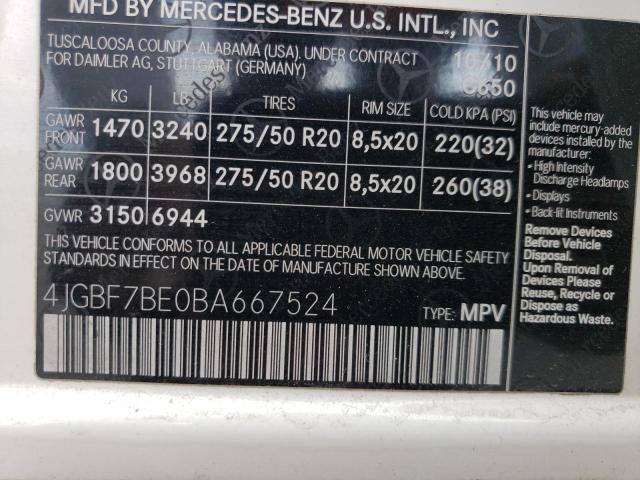 MFD BY MERCEDES-BENZ U.S. INTL., INC
TUSCALOOSA COUNTY, ALABAMA (USA). UNDER CONTRACT 10/10
FOR DAIMLER AG, STUTTGART (GERMANY) C650
KG LB TIRES RIM SIZE COLD KPA (PSI)
GAWR FRONT 1470 3240 275/50 R20 8,5x20 220(32)
GAWR REAR 1800 3968 275/50 R20 8,5x20 260(38)
GVWR 3150 6944
THIS VEHICLE CONFORMS TO ALL APPLICABLE FEDERAL MOTOR VEHICLE SAFETY
STANDARDS IN EFFECT ON THE DATE OF MANUFACTURE SHOWN ABOVE.
4JGBF7BE0BA667524
TYPE: MPV
This vehicle may
include mercury-added
devices installed by the
manufacturer:
• High Intensity
Discharge Headlamps
• Displays
• Back-lit Instruments
Remove Devices
Before Vehicle
Disposal.
Upon Removal of
Devices Please
Reuse, Recycle or
Dispose as
Hazardous Waste.